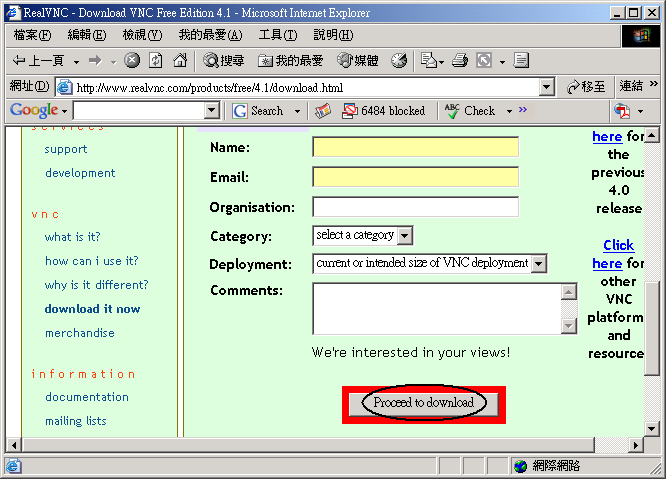 RealVNC - Download VNC Free Edition 4.1 - Microsoft Internet Explorer
檔案(F) 編輯(E) 檢視(V) 我的最愛(A) 工具(T) 說明(H)
上一頁 搜尋 我的最愛 媒體
網址(D) http://www.realvnc.com/products/free/4.1/download.html 移至 連結 »
Google Search 6484 blocked ABC Check »
services
support
development
vnc
what is it?
how can i use it?
why is it different?
download it now
merchandise
information
documentation
mailing lists
Name:
Email:
Organisation:
Category: select a category
Deployment: current or intended size of VNC deployment
Comments:
We're interested in your views!
Proceed to download
here for
the
previous
4.0
release
Click
here for
other
VNC
platform
and
resource
網際網路